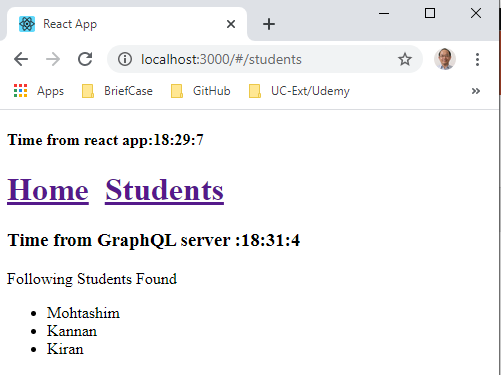 React App
localhost:3000/#/students
Apps BriefCase GitHub UC-Ext/Udemy
Time from react app:18:29:7
Home Students
Time from GraphQL server :18:31:4
Following Students Found
Mohtashim
Kannan
Kiran